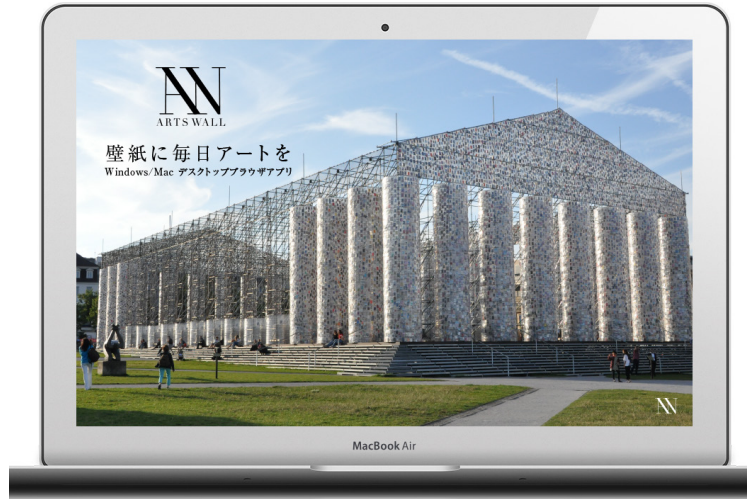 AW
ARTS WALL
壁紙に毎日アートを
Windows/Mac デスクトップブラウザアプリ
AW
MacBook Air